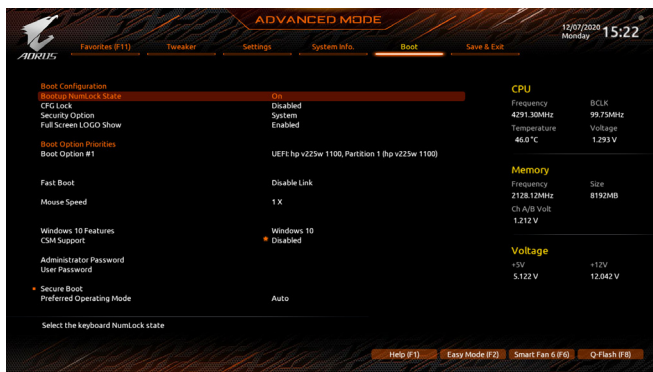 ADVANCED MODE
12/07/2020 15:22
Monday
AORUS
Favorites (F11) Tweaker Settings System Info. Boot Save & Exit
Boot Configuration
Bootup NumLock State On
CFG Lock Disabled
Security Option System
Full Screen LOGO Show Enabled
Boot Option Priorities
Boot Option #1 UEFI: hp v225w 1100, Partition 1 (hp v225w 1100)
Fast Boot Disable Link
Mouse Speed 1 X
Windows 10 Features Windows 10
CSM Support Disabled
Administrator Password
User Password
Secure Boot
Preferred Operating Mode Auto
Select the keyboard NumLock state
CPU
Frequency BCLK
4291.30MHz 99.75MHz
Temperature Voltage
46.0 °C 1.293 V
Memory
Frequency Size
2128.12MHz 8192MB
Ch A/B Volt
1.212 V
Voltage
+5V +12V
5.122 V 12.042 V
Help (F1) Easy Mode (F2) Smart Fan 6 (F6) Q-Flash (F8)